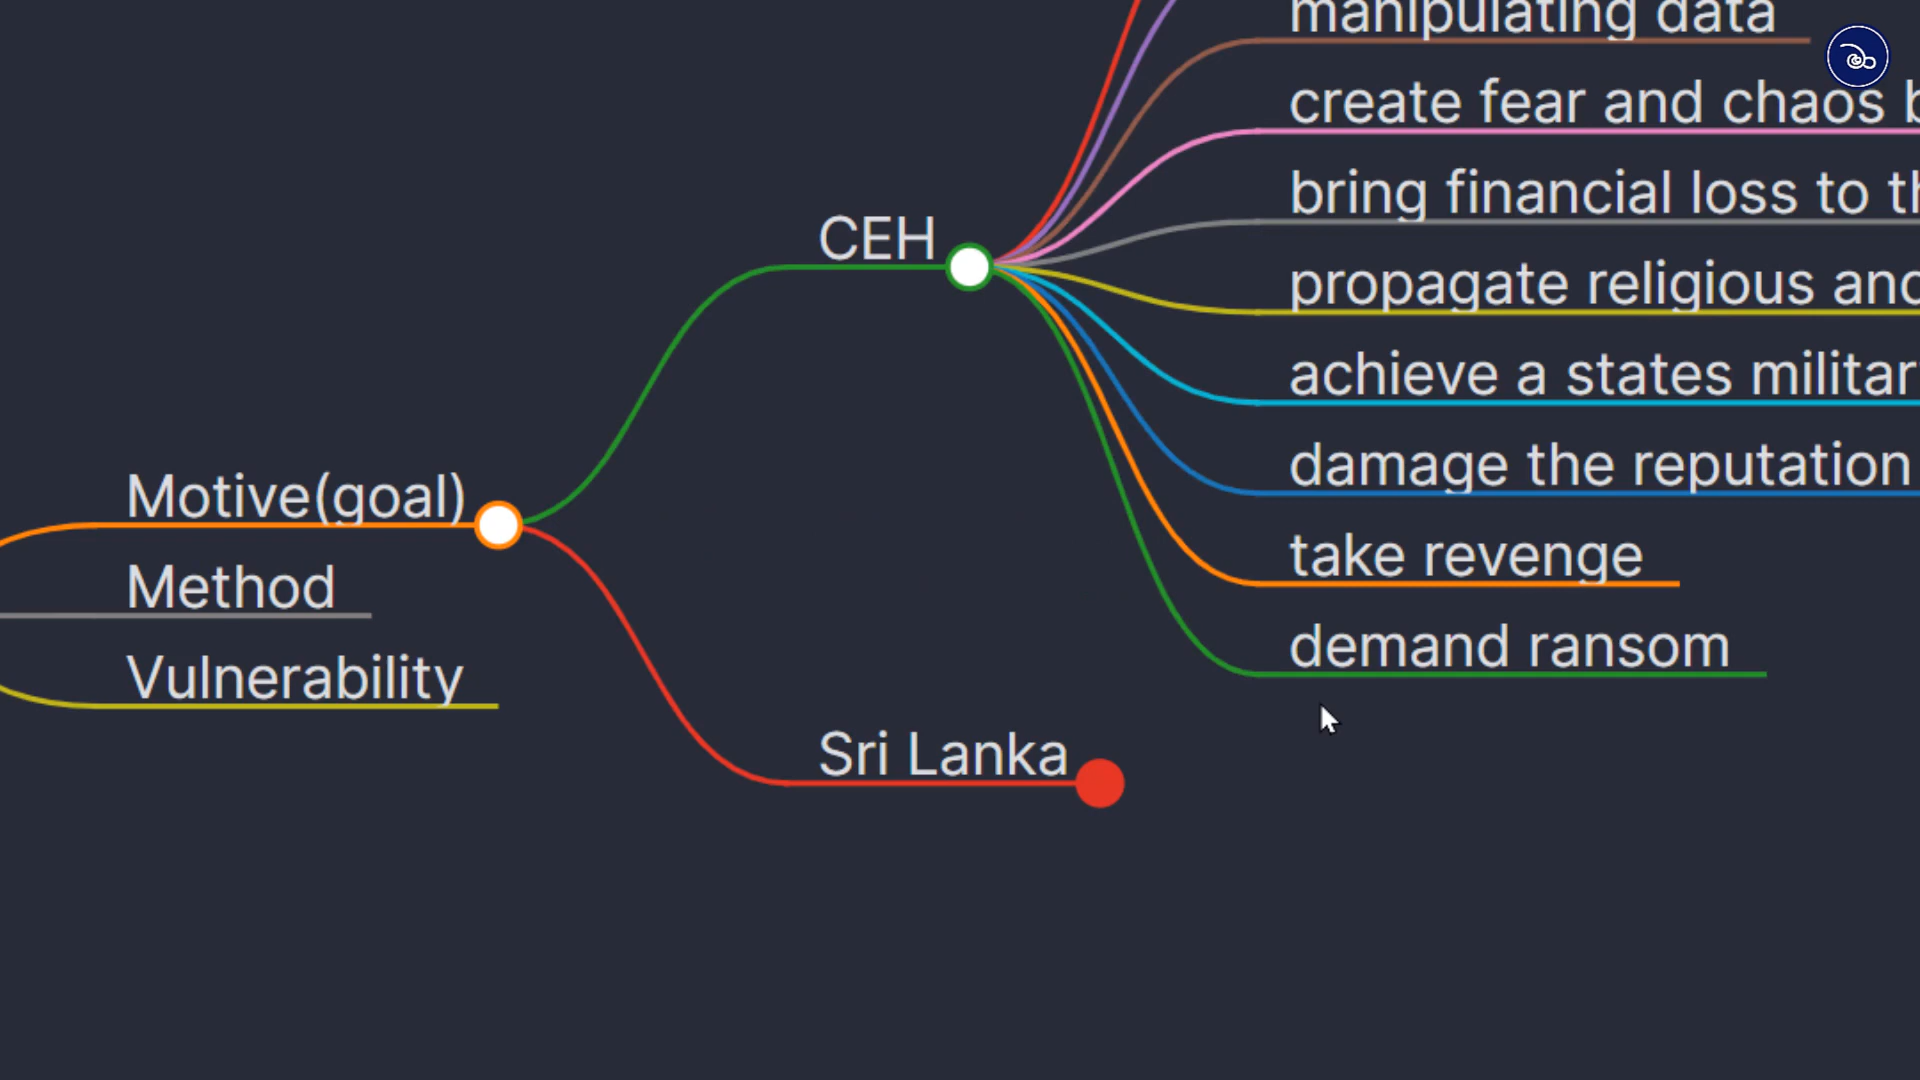 manipulating data
create fear and chaos
bring financial loss to
propagate religious and
achieve a states
damage the reputation
take revenge
demand ransom
CEH
Motive(goal)
Method
Vulnerability
Sri Lanka